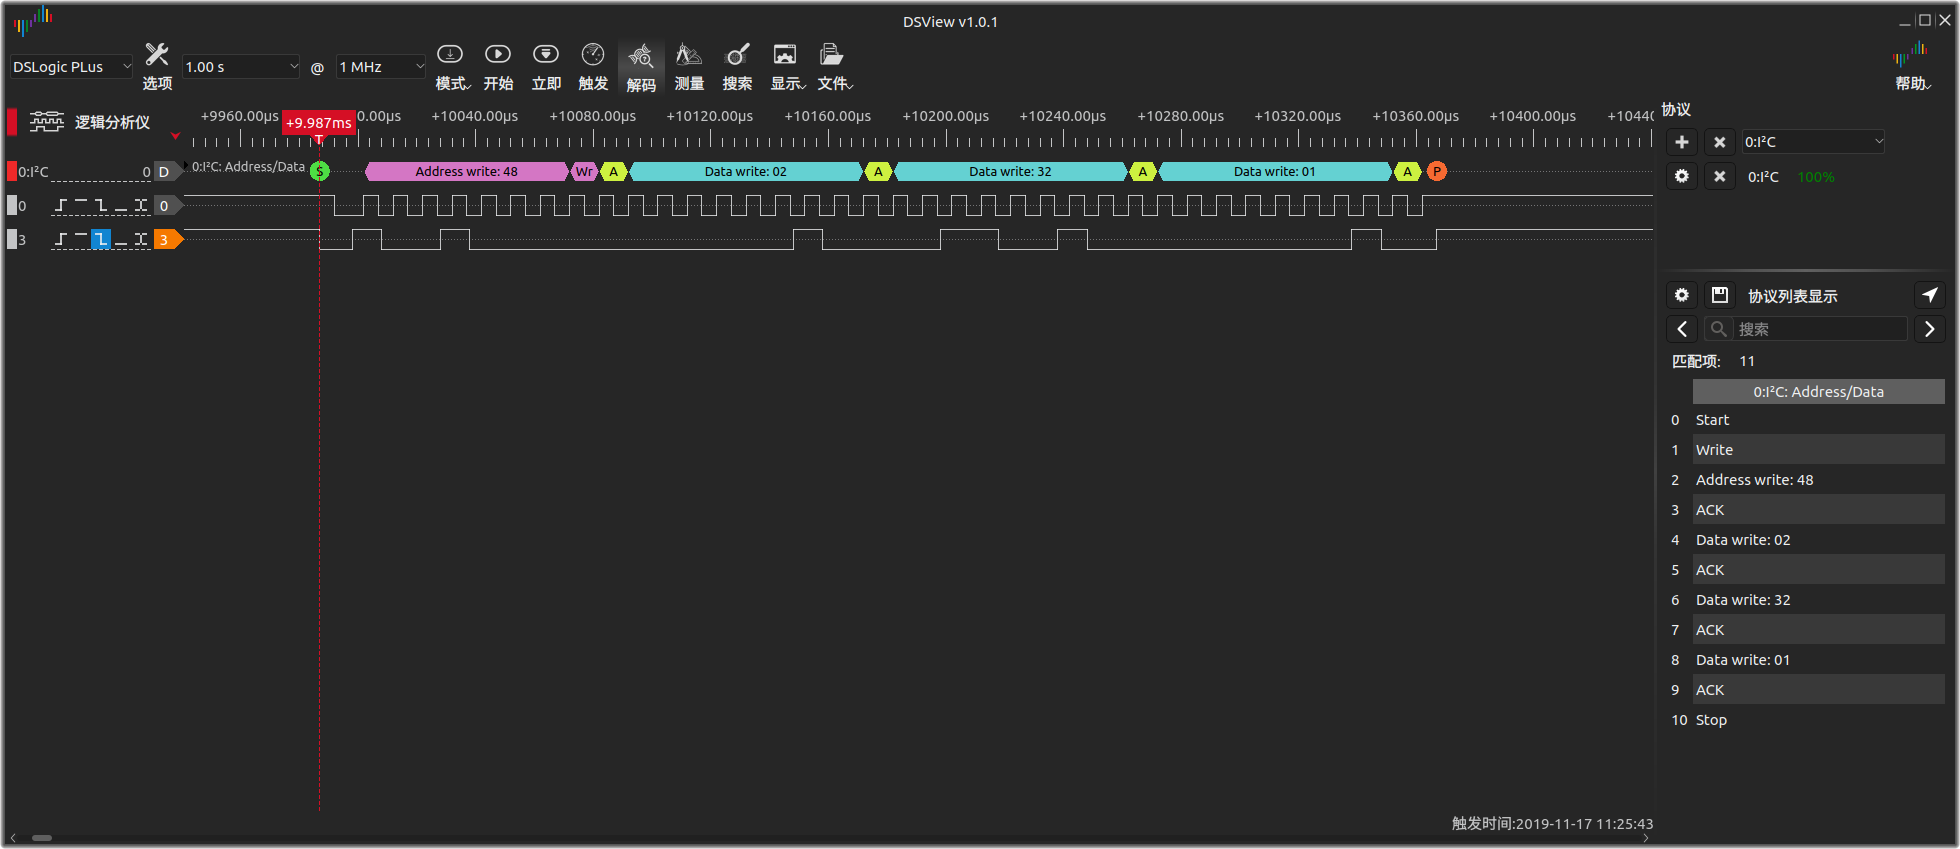 DSView v1.0.1
DSLogic PLus
选项
1.00 s
@
1 MHz
模式
开始
立即
触发
解码
测量
搜索
显示
文件
帮助
逻辑分析仪
+9960.00µs
+9.987ms
0.00µs
+10040.00µs
+10080.00µs
+10120.00µs
+10160.00µs
+10200.00µs
+10240.00µs
+10280.00µs
+10320.00µs
+10360.00µs
+10400.00µs
+1044
T
0:I²C
0
D
0:I²C: Address/Data
S
Address write: 48
Wr
A
Data write: 02
A
Data write: 32
A
Data write: 01
A
P
0
0
3
3
触发时间:2019-11-17 11:25:43
协议
0:I²C
0:I²C
100%
协议列表显示
搜索
匹配项:
11
0:I²C: Address/Data
0 Start
1 Write
2 Address write: 48
3 ACK
4 Data write: 02
5 ACK
6 Data write: 32
7 ACK
8 Data write: 01
9 ACK
10 Stop